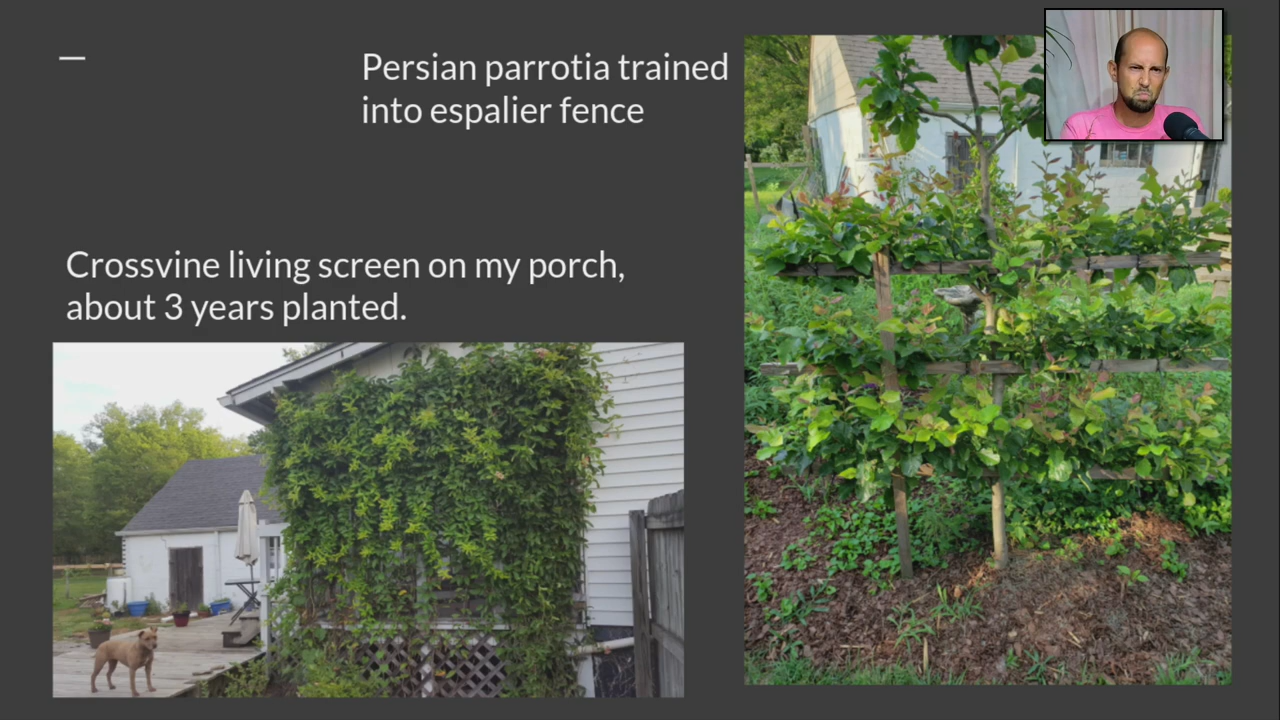 Persian parrotia trained
into espalier fence
Crossvine living screen on my porch,
about 3 years planted.